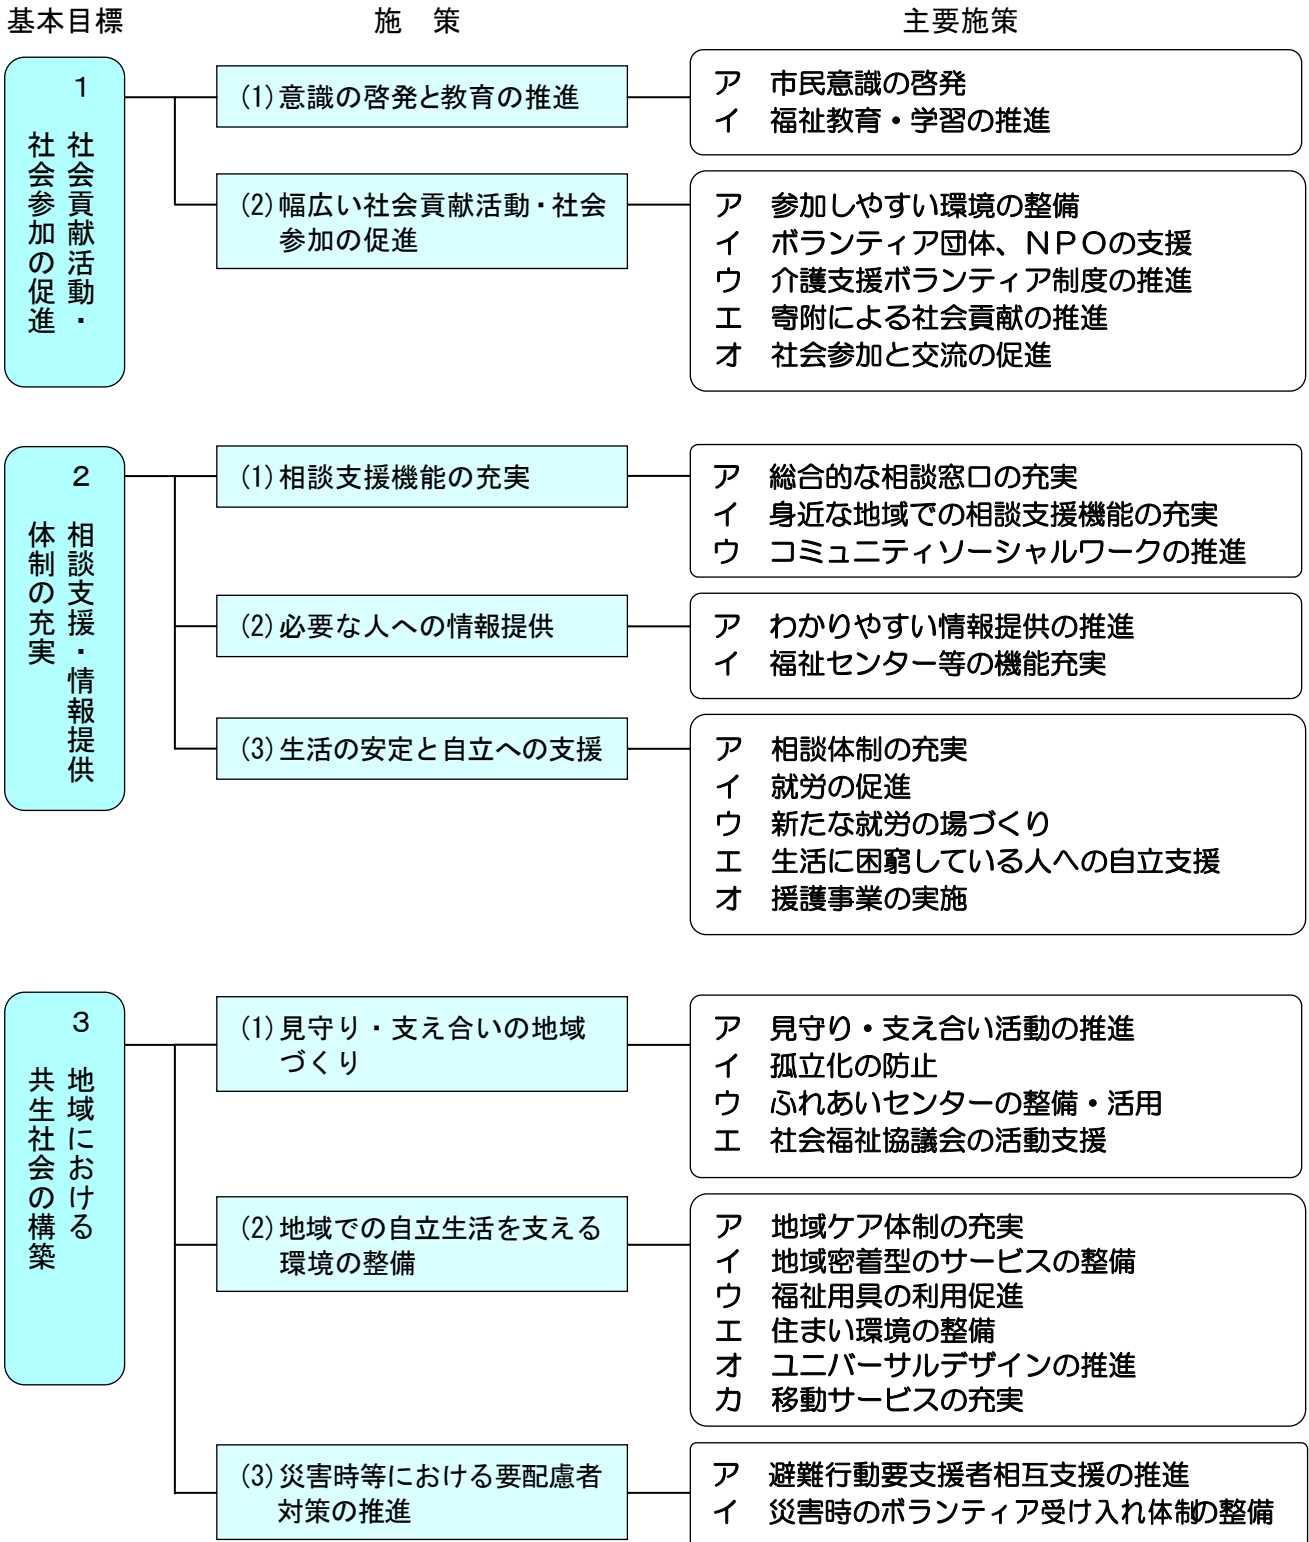 基本目標　施　策　主要施策
1
社会貢献活動・
社会参加の促進
(1)意識の啓発と教育の推進
ア　市民意識の啓発
イ　福祉教育・学習の推進
(2)幅広い社会貢献活動・社会
参加の促進
ア　参加しやすい環境の整備
イ　ボランティア団体、ＮＰＯの支援
ウ　介護支援ボランティア制度の推進
エ　寄附による社会貢献の推進
オ　社会参加と交流の促進
2
相談支援・情報提供
体制の充実
(1)相談支援機能の充実
ア　総合的な相談窓口の充実
イ　身近な地域での相談支援機能の充実
ウ　コミュニティソーシャルワークの推進
(2)必要な人への情報提供
ア　わかりやすい情報提供の推進
イ　福祉センター等の機能充実
(3)生活の安定と自立への支援
ア　相談体制の充実
イ　就労の促進
ウ　新たな就労の場づくり
エ　生活に困窮している人への自立支援
オ　援護事業の実施
3
地域における
共生社会の構築
(1)見守り・支え合いの地域
づくり
ア　見守り・支え合い活動の推進
イ　孤立化の防止
ウ　ふれあいセンターの整備・活用
エ　社会福祉協議会の活動支援
(2)地域での自立生活を支える
環境の整備
ア　地域ケア体制の充実
イ　地域密着型のサービスの整備
ウ　福祉用具の利用促進
エ　住まい環境の整備
オ　ユニバーサルデザインの推進
カ　移動サービスの充実
(3)災害時等における要配慮者
対策の推進
ア　避難行動要支援者相互支援の推進
イ　災害時のボランティア受け入れ体制の整備